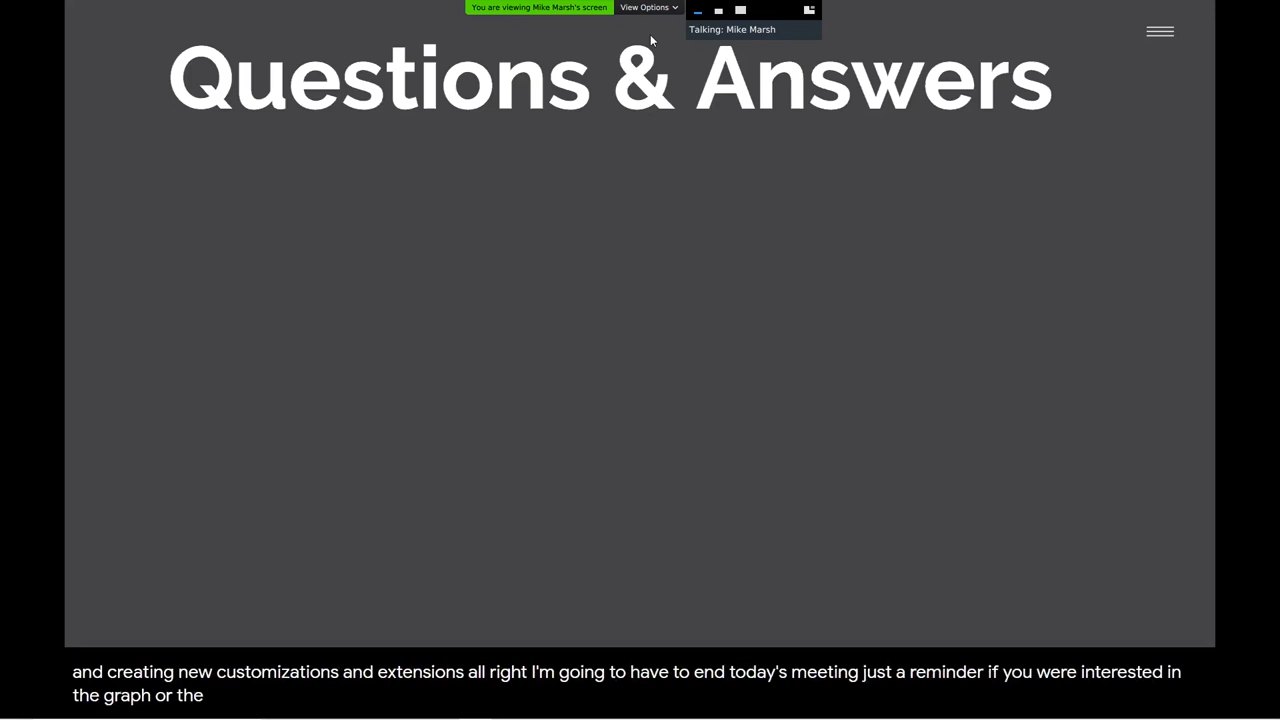 You are viewing Mike Marsh's screen
View Options
Talking: Mike Marsh
Questions & Answers
and creating new customizations and extensions all right I'm going to have to end today's meeting just a reminder if you were interested in
the graph or the